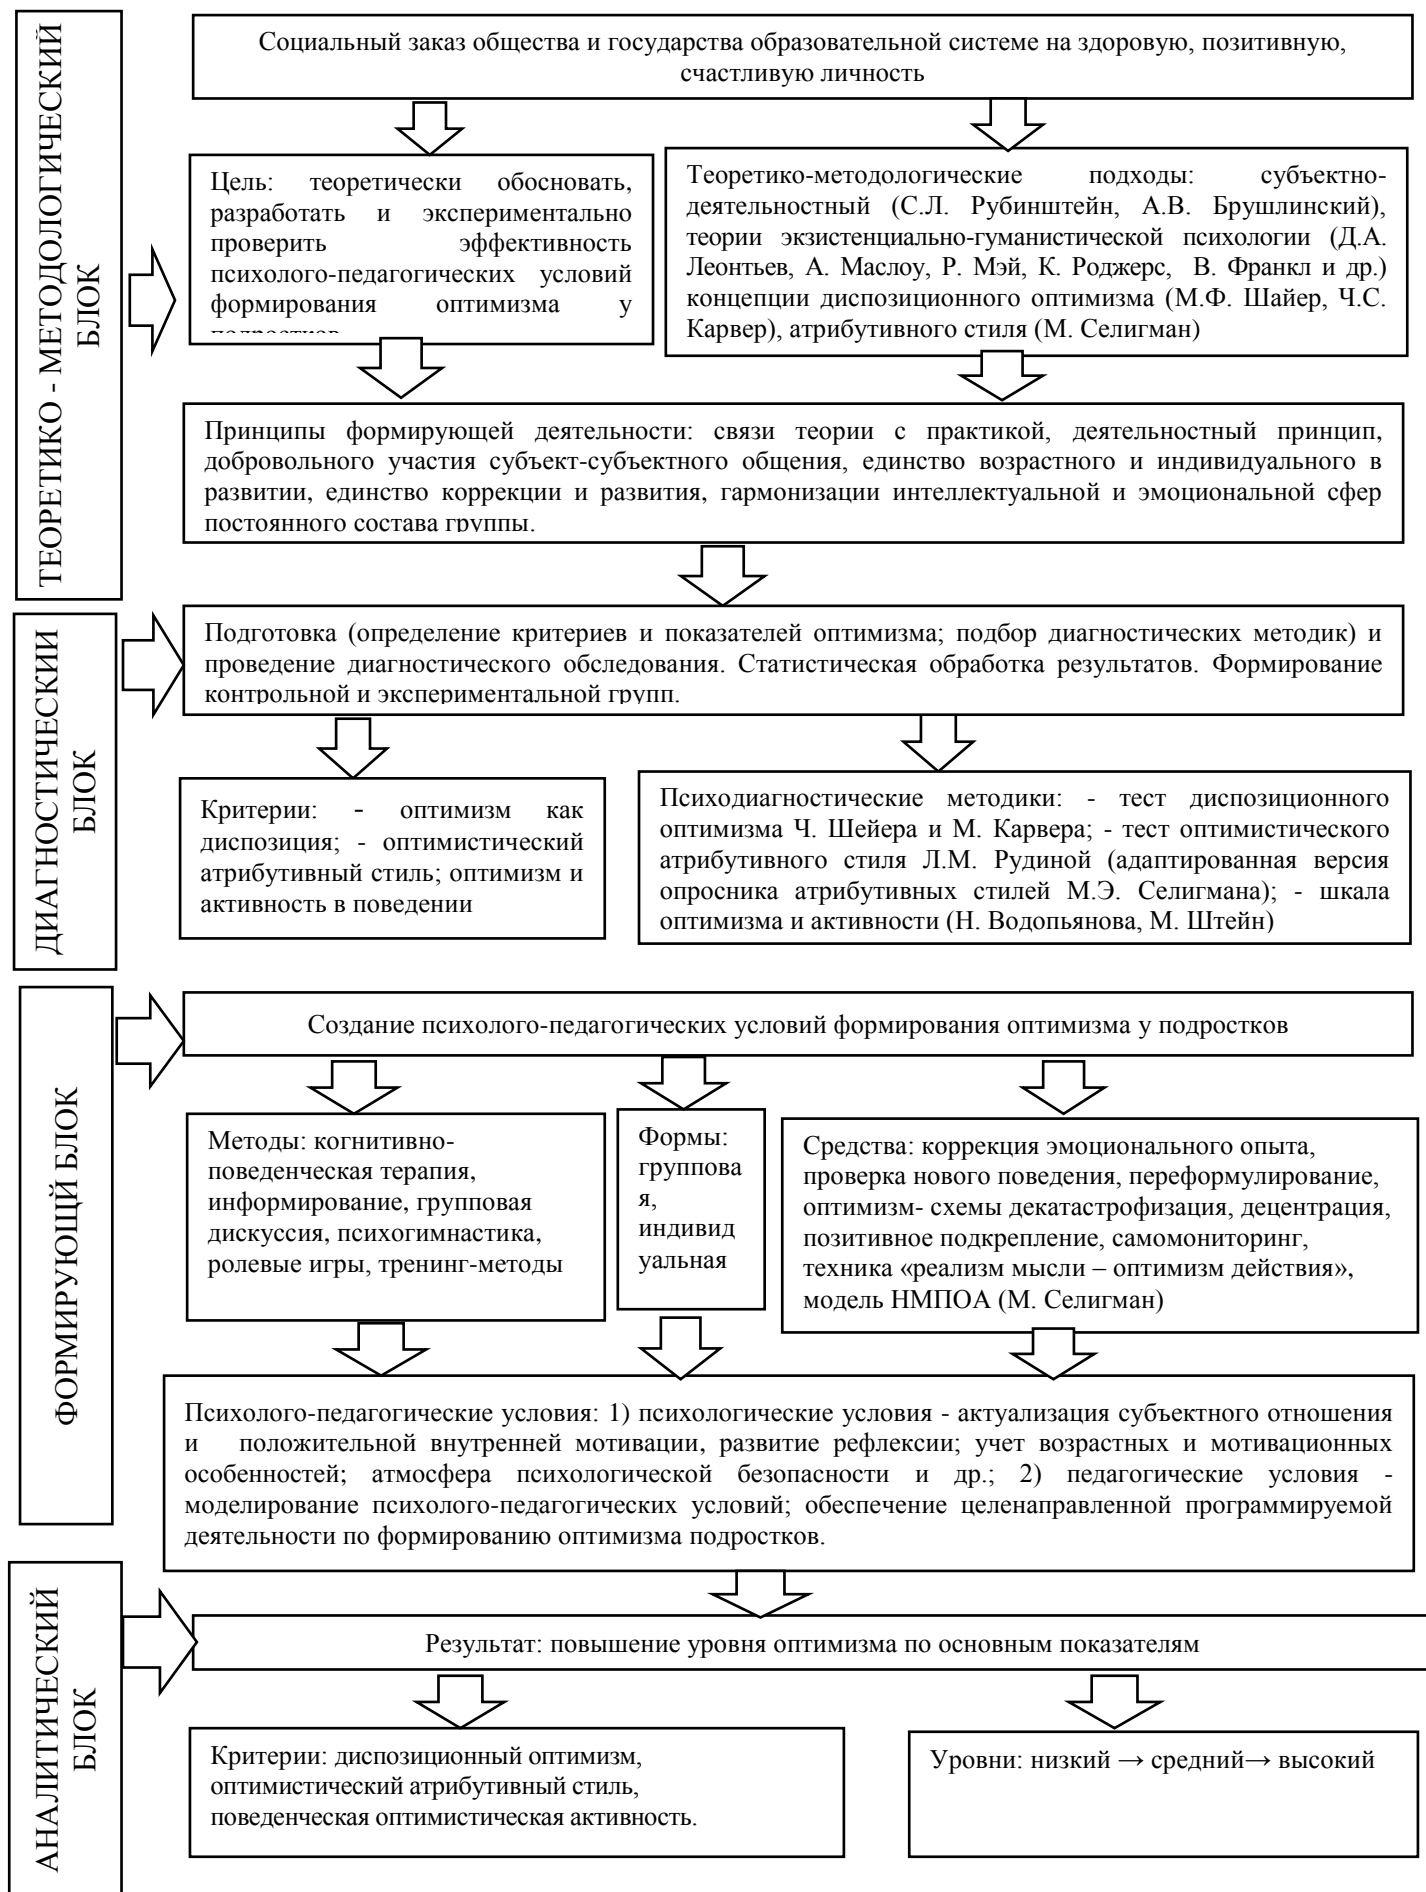 ТЕОРЕТИКО - МЕТОДОЛОГИЧЕСКИЙ
БЛОК
Социальный заказ общества и государства образовательной системе на здоровую, позитивную,
счастливую личность
Цель: теоретически обосновать,
разработать и экспериментально
проверить эффективность
психолого-педагогических условий
формирования оптимизма у
подростков
Теоретико-методологические подходы: субъектно-
деятельностный (С.Л. Рубинштейн, А.В. Брушлинский),
теории экзистенциально-гуманистической психологии (Д.А.
Леонтьев, А. Маслоу, Р. Мэй, К. Роджерс, В. Франкл и др.)
концепции диспозиционного оптимизма (М.Ф. Шайер, Ч.С.
Карвер), атрибутивного стиля (М. Селигман)
Принципы формирующей деятельности: связи теории с практикой, деятельностный принцип,
добровольного участия субъект-субъектного общения, единство возрастного и индивидуального в
развитии, единство коррекции и развития, гармонизации интеллектуальной и эмоциональной сфер
постоянного состава группы.
ДИАГНОСТИЧЕСКИЙ
БЛОК
Подготовка (определение критериев и показателей оптимизма; подбор диагностических методик) и
проведение диагностического обследования. Статистическая обработка результатов. Формирование
контрольной и экспериментальной групп.
Критерии: - оптимизм как
диспозиция; - оптимистический
атрибутивный стиль; оптимизм и
активность в поведении
Психодиагностические методики: - тест диспозиционного
оптимизма Ч. Шейера и М. Карвера; - тест оптимистического
атрибутивного стиля Л.М. Рудиной (адаптированная версия
опросника атрибутивных стилей М.Э. Селигмана); - шкала
оптимизма и активности (Н. Водопьянова, М. Штейн)
ФОРМИРУЮЩЙ БЛОК
Создание психолого-педагогических условий формирования оптимизма у подростков
Методы: когнитивно-
поведенческая терапия,
информирование, групповая
дискуссия, психогимнастика,
ролевые игры, тренинг-методы
Формы:
группова
я,
индивид
уальная
Средства: коррекция эмоционального опыта,
проверка нового поведения, переформулирование,
оптимизм- схемы декатастрофизация, децентрация,
позитивное подкрепление, самомониторинг,
техника «реализм мысли – оптимизм действия»,
модель НМПОА (М. Селигман)
Психолого-педагогические условия: 1) психологические условия - актуализация субъектного отношения
и положительной внутренней мотивации, развитие рефлексии; учет возрастных и мотивационных
особенностей; атмосфера психологической безопасности и др.; 2) педагогические условия -
моделирование психолого-педагогических условий; обеспечение целенаправленной программируемой
деятельности по формированию оптимизма подростков.
АНАЛИТИЧЕСКИЙ
БЛОК
Результат: повышение уровня оптимизма по основным показателям
Критерии: диспозиционный оптимизм,
оптимистический атрибутивный стиль,
поведенческая оптимистическая активность.
Уровни: низкий → средний→ высокий